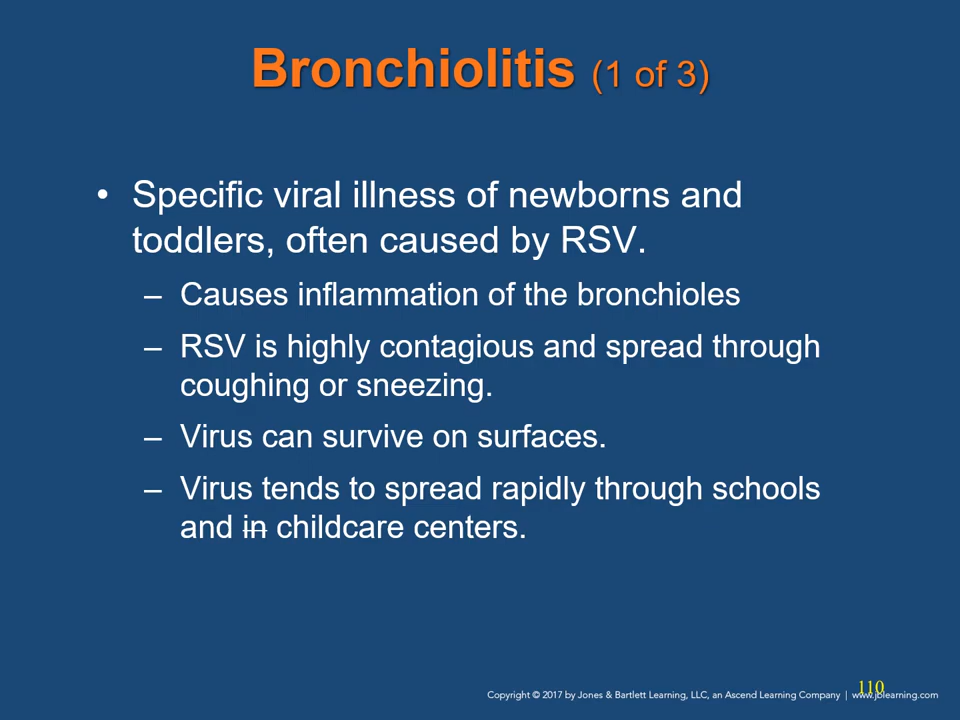 Bronchiolitis (1 of 3)
• Specific viral illness of newborns and
toddlers, often caused by RSV.
– Causes inflammation of the bronchioles
– RSV is highly contagious and spread through
coughing or sneezing.
– Virus can survive on surfaces.
– Virus tends to spread rapidly through schools
and in childcare centers.
110
Copyright © 2017 by Jones & Bartlett Learning, LLC, an Ascend Learning Company | www.jblearning.com